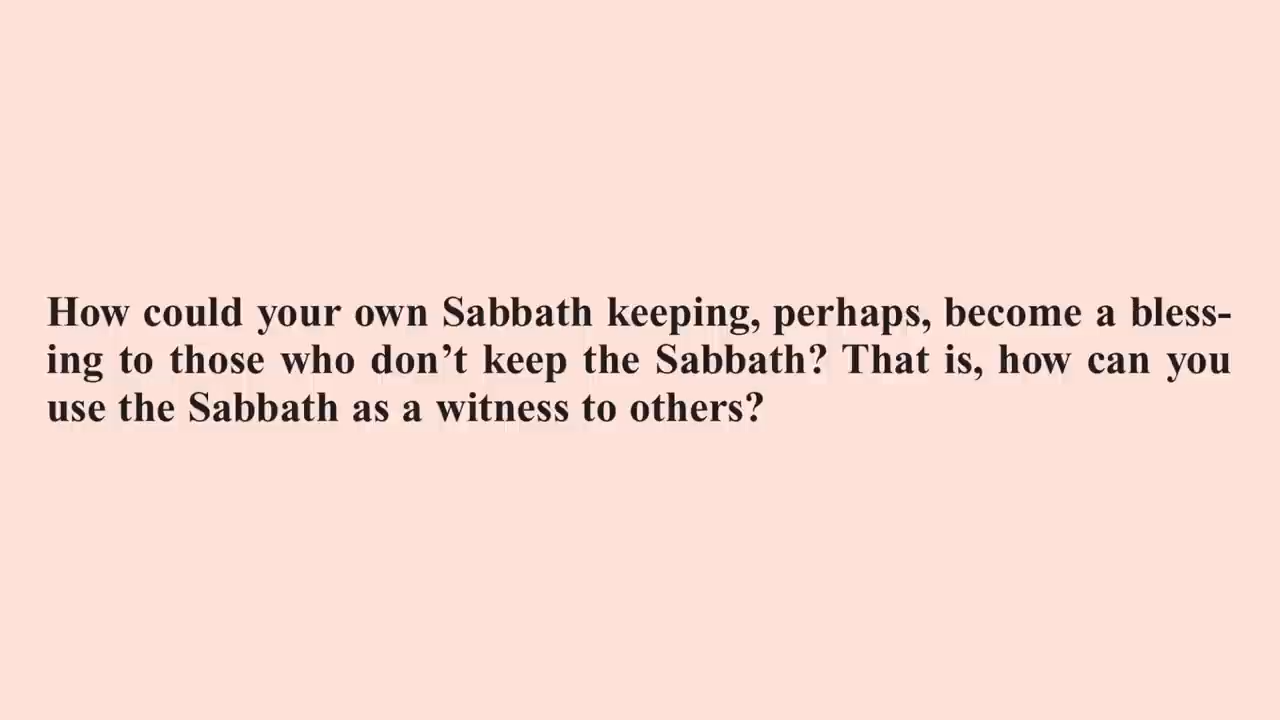 How could your own Sabbath keeping, perhaps, become a bless-
ing to those who don’t keep the Sabbath? That is, how can you
use the Sabbath as a witness to others?